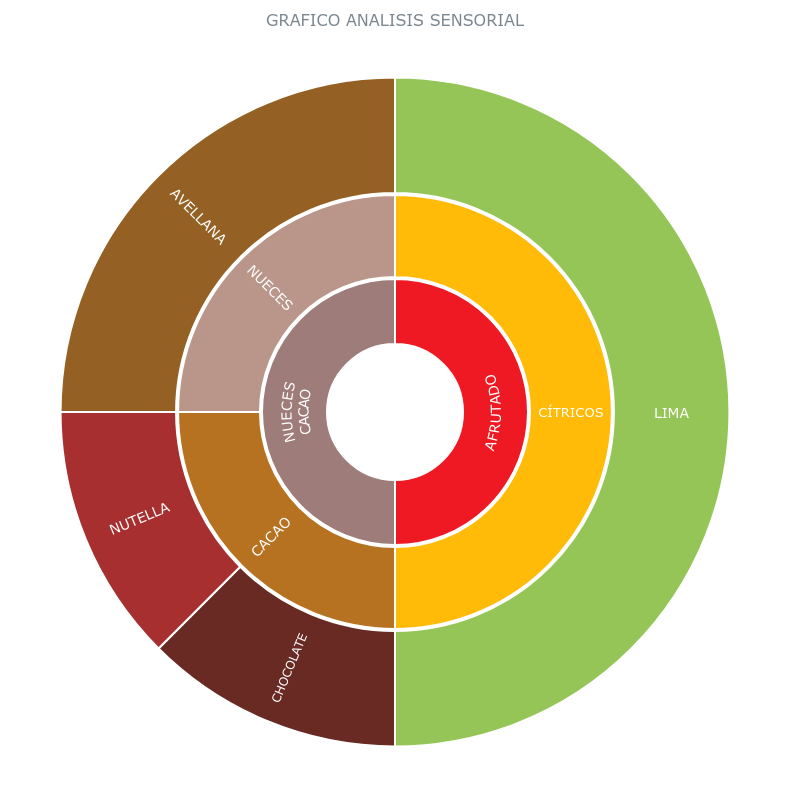 GRAFICO ANALISIS SENSORIAL
AVELLANA
NUECES
NUECES
CACAO
AFRUTADO
CÍTRICOS
LIMA
NUTELLA
CACAO
CHOCOLATE